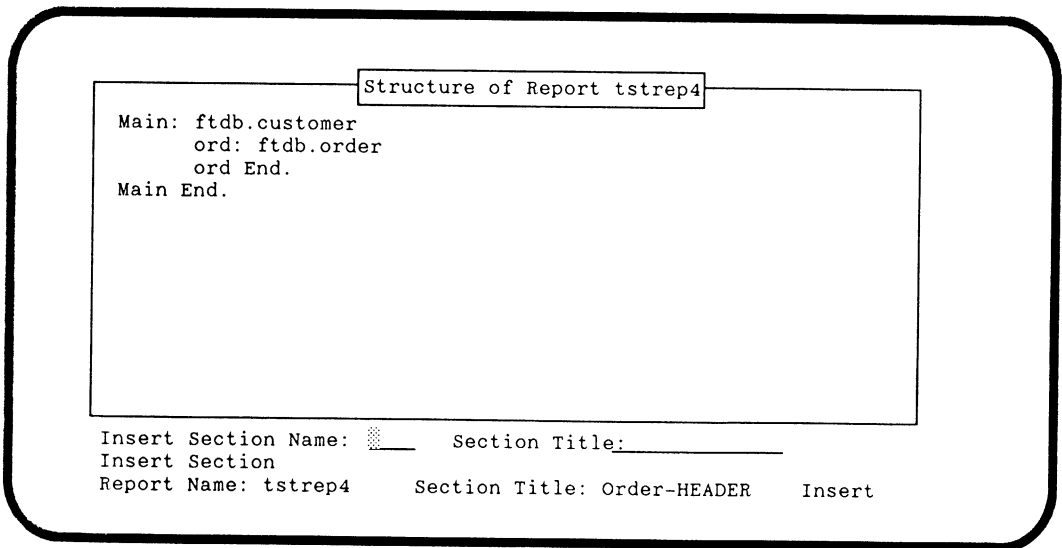 Structure of Report tstrep4
Main: ftdb.customer
ord: ftdb.order
ord End.
Main End.
Insert Section Name: Section Title:
Insert Section
Report Name: tstrep4 Section Title: Order-HEADER Insert